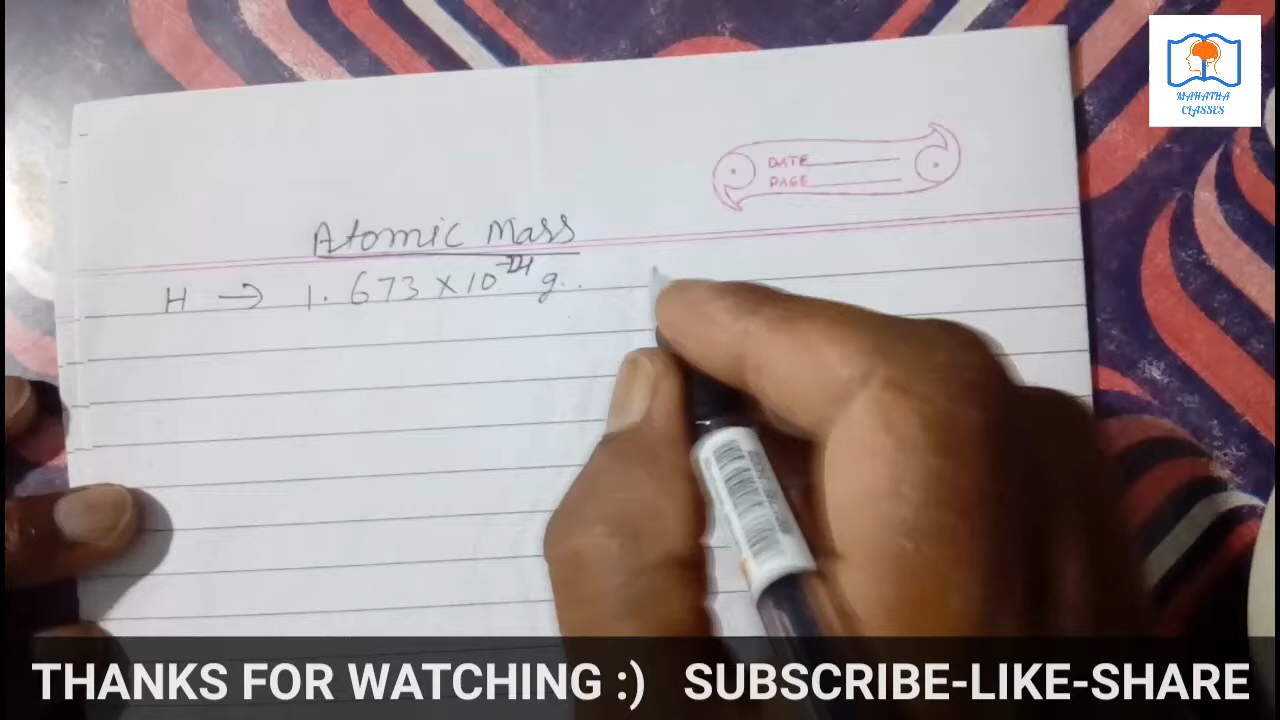 MAHATHA
CLASSES
DATE
PAGE
Atomic Mass
H → 1.673 × 10⁻²⁴ g.
THANKS FOR WATCHING :) SUBSCRIBE-LIKE-SHARE